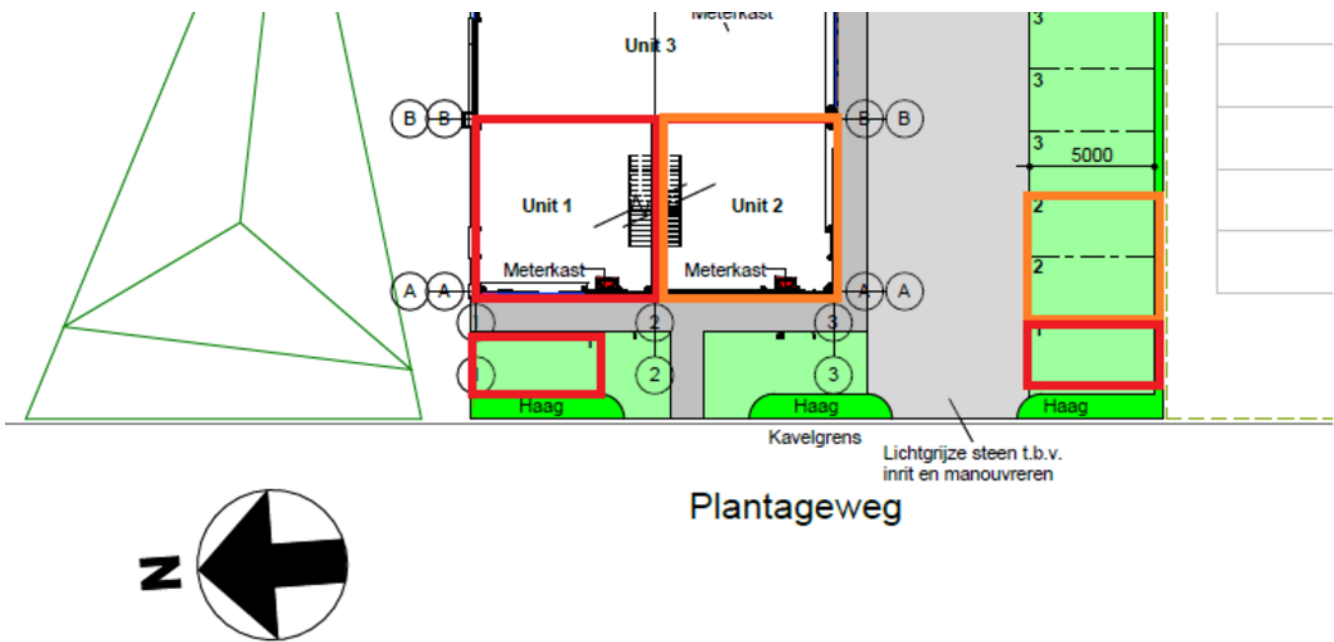 Meterkast
3
Unit 3
3
B B B B
3
5000
Unit 1
Unit 2
2
2
Meterkast
Meterkast
A A A A
1 2 3
1
1 2 3
Haag
Haag
Haag
Kavelgrens
Lichtgrijze steen t.b.v.
inrit en manouvreren
Plantageweg
N